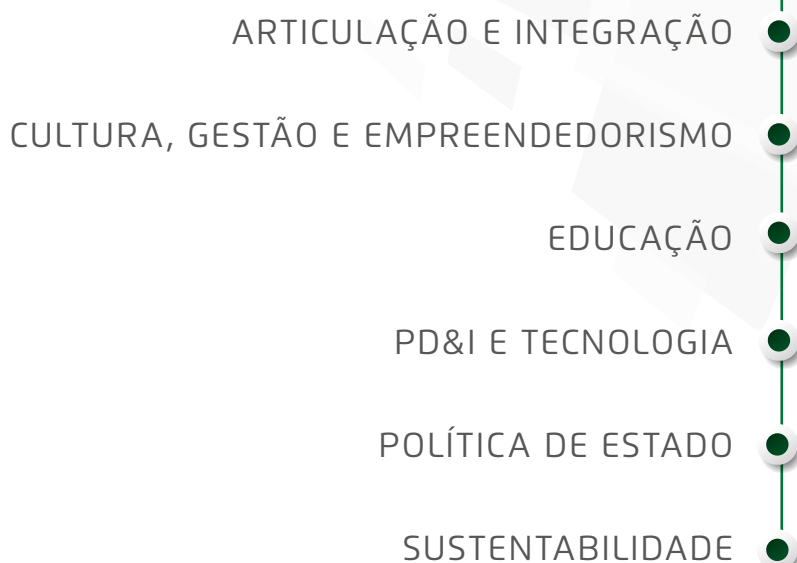 ARTICULAÇÃO E INTEGRAÇÃO
CULTURA, GESTÃO E EMPREENDEDORISMO
EDUCAÇÃO
PD&I E TECNOLOGIA
POLÍTICA DE ESTADO
SUSTENTABILIDADE